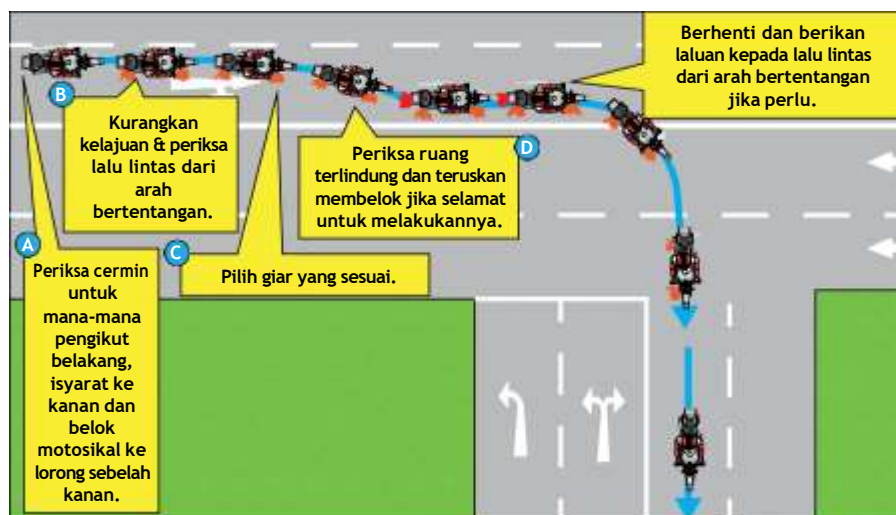 A
Periksa cermin
untuk
mana-mana
pengikut
belakang,
isyarat ke
kanan dan
belok
motosikal ke
lorong sebelah
kanan.
B
Kurangkan
kelajuan & periksa
lalu lintas dari
arah
bertentangan.
C
Pilih giar yang sesuai.
D
Periksa ruang
terlindung dan teruskan
membelok jika selamat
untuk melakukannya.
Berhenti dan berikan
laluan kepada lalu lintas
dari arah bertentangan
jika perlu.